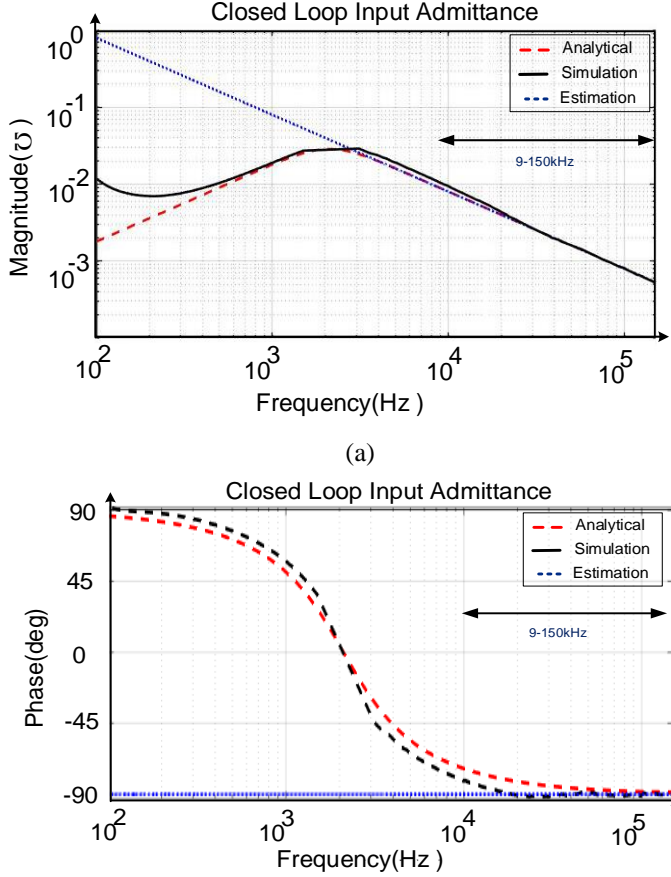 Closed Loop Input Admittance
10^0
10^-1
10^-2
10^-3
Magnitude(℧)
Analytical
Simulation
Estimation
9-150kHz
10^2
10^3
10^4
10^5
Frequency(Hz )
(a)
Closed Loop Input Admittance
90
45
0
-45
-90
Phase(deg)
Analytical
Simulation
Estimation
9-150kHz
10^2
10^3
10^4
10^5
Frequency(Hz )